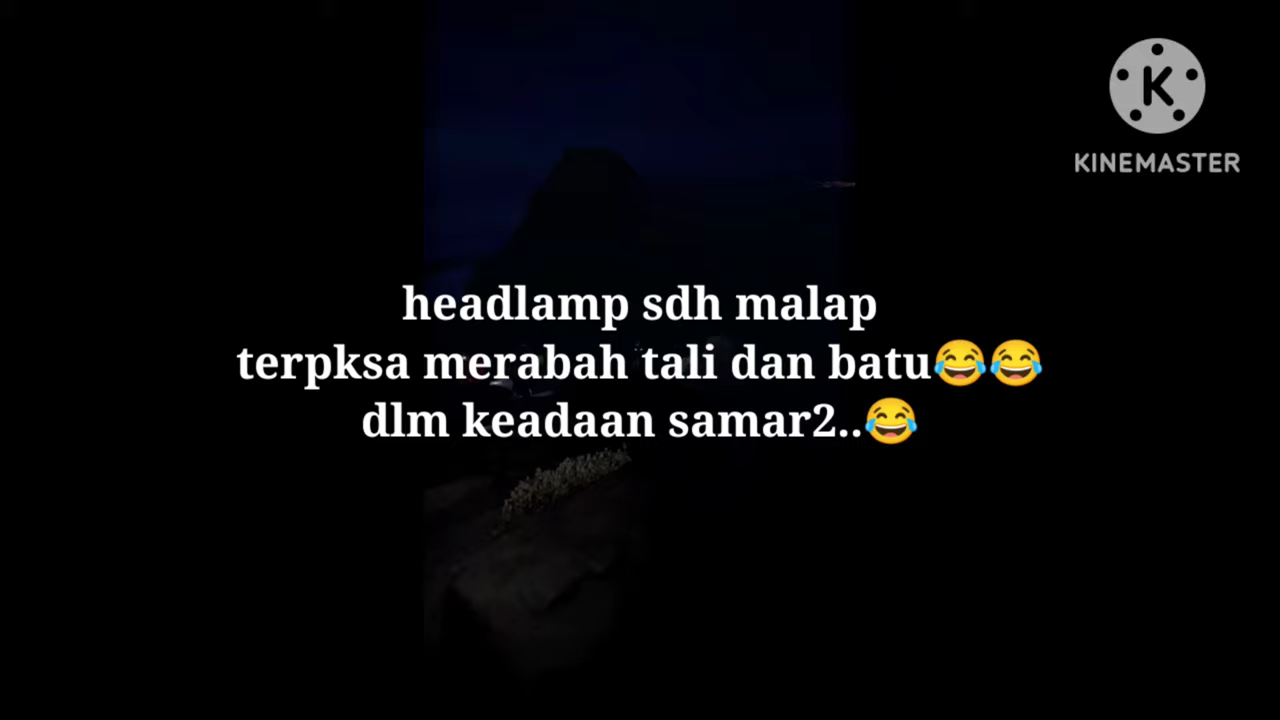 KINEMASTER
headlamp sdh malap
terpksa merabah tali dan batu😂😂
dlm keadaan samar2..😂